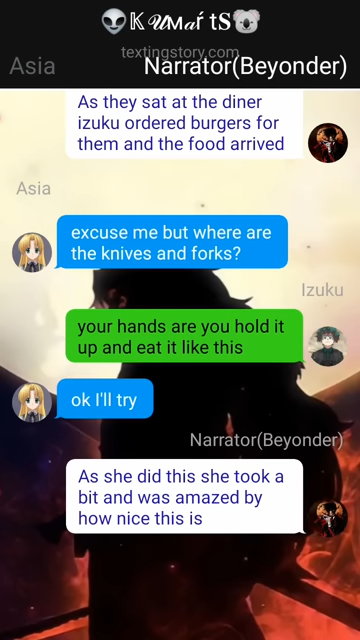 👽𝕂 𝓤ᴍ𝓪ŕ t𝐒🐨
textingstory.com
Asia
Narrator(Beyonder)
As they sat at the diner
izuku ordered burgers for
them and the food arrived
Asia
excuse me but where are
the knives and forks?
Izuku
your hands are you hold it
up and eat it like this
ok I'll try
Narrator(Beyonder)
As she did this she took a
bit and was amazed by
how nice this is